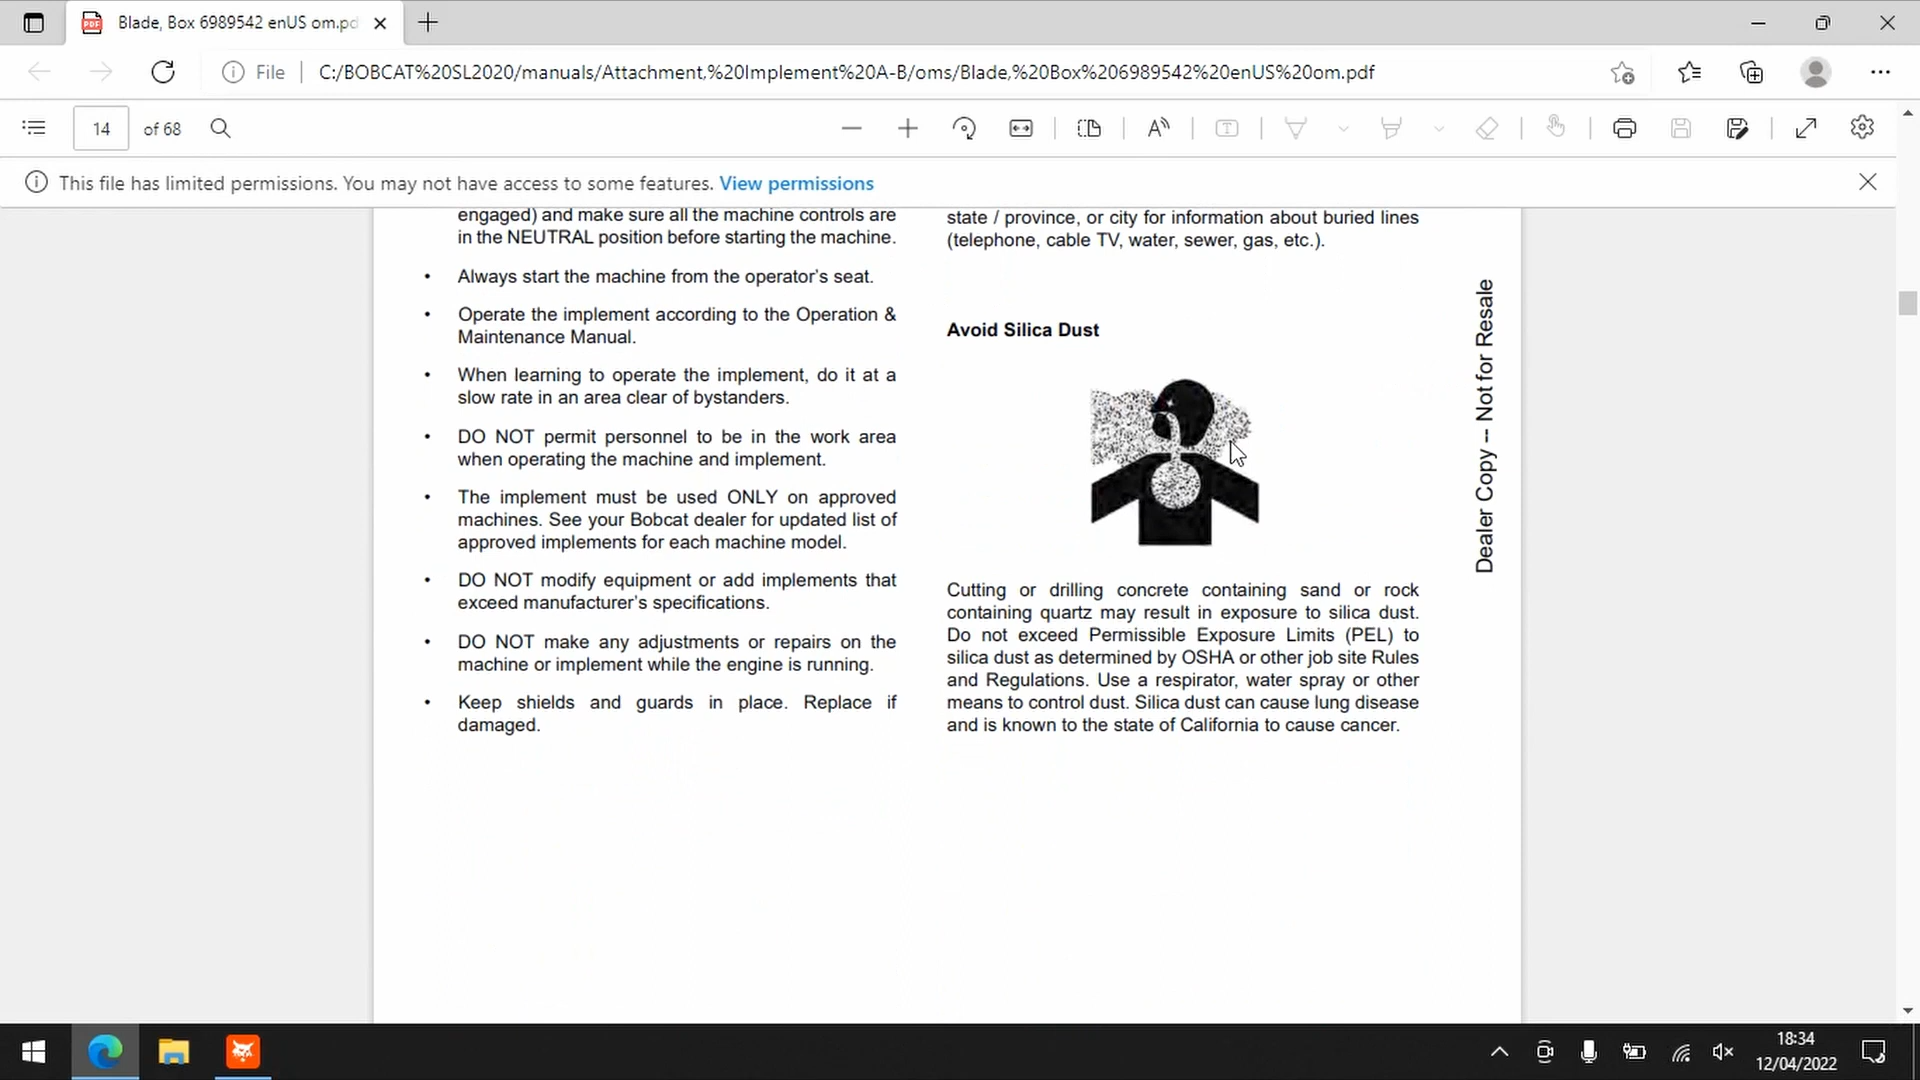 Blade, Box 6989542 enUS om.pd
File
C:/BOBCAT%20SL2020/manuals/Attachment,%20Implement%20A-B/oms/Blade,%20Box%206989542%20enUS%20om.pdf
14 of 68
This file has limited permissions. You may not have access to some features. View permissions
engaged) and make sure all the machine controls are
in the NEUTRAL position before starting the machine.
• Always start the machine from the operator's seat.
• Operate the implement according to the Operation &
Maintenance Manual.
• When learning to operate the implement, do it at a
slow rate in an area clear of bystanders.
• DO NOT permit personnel to be in the work area
when operating the machine and implement.
• The implement must be used ONLY on approved
machines. See your Bobcat dealer for updated list of
approved implements for each machine model.
• DO NOT modify equipment or add implements that
exceed manufacturer's specifications.
• DO NOT make any adjustments or repairs on the
machine or implement while the engine is running.
• Keep shields and guards in place. Replace if
damaged.
state / province, or city for information about buried lines
(telephone, cable TV, water, sewer, gas, etc.).
Avoid Silica Dust
Cutting or drilling concrete containing sand or rock
containing quartz may result in exposure to silica dust.
Do not exceed Permissible Exposure Limits (PEL) to
silica dust as determined by OSHA or other job site Rules
and Regulations. Use a respirator, water spray or other
means to control dust. Silica dust can cause lung disease
and is known to the state of California to cause cancer.
Dealer Copy -- Not for Resale
18:34
12/04/2022